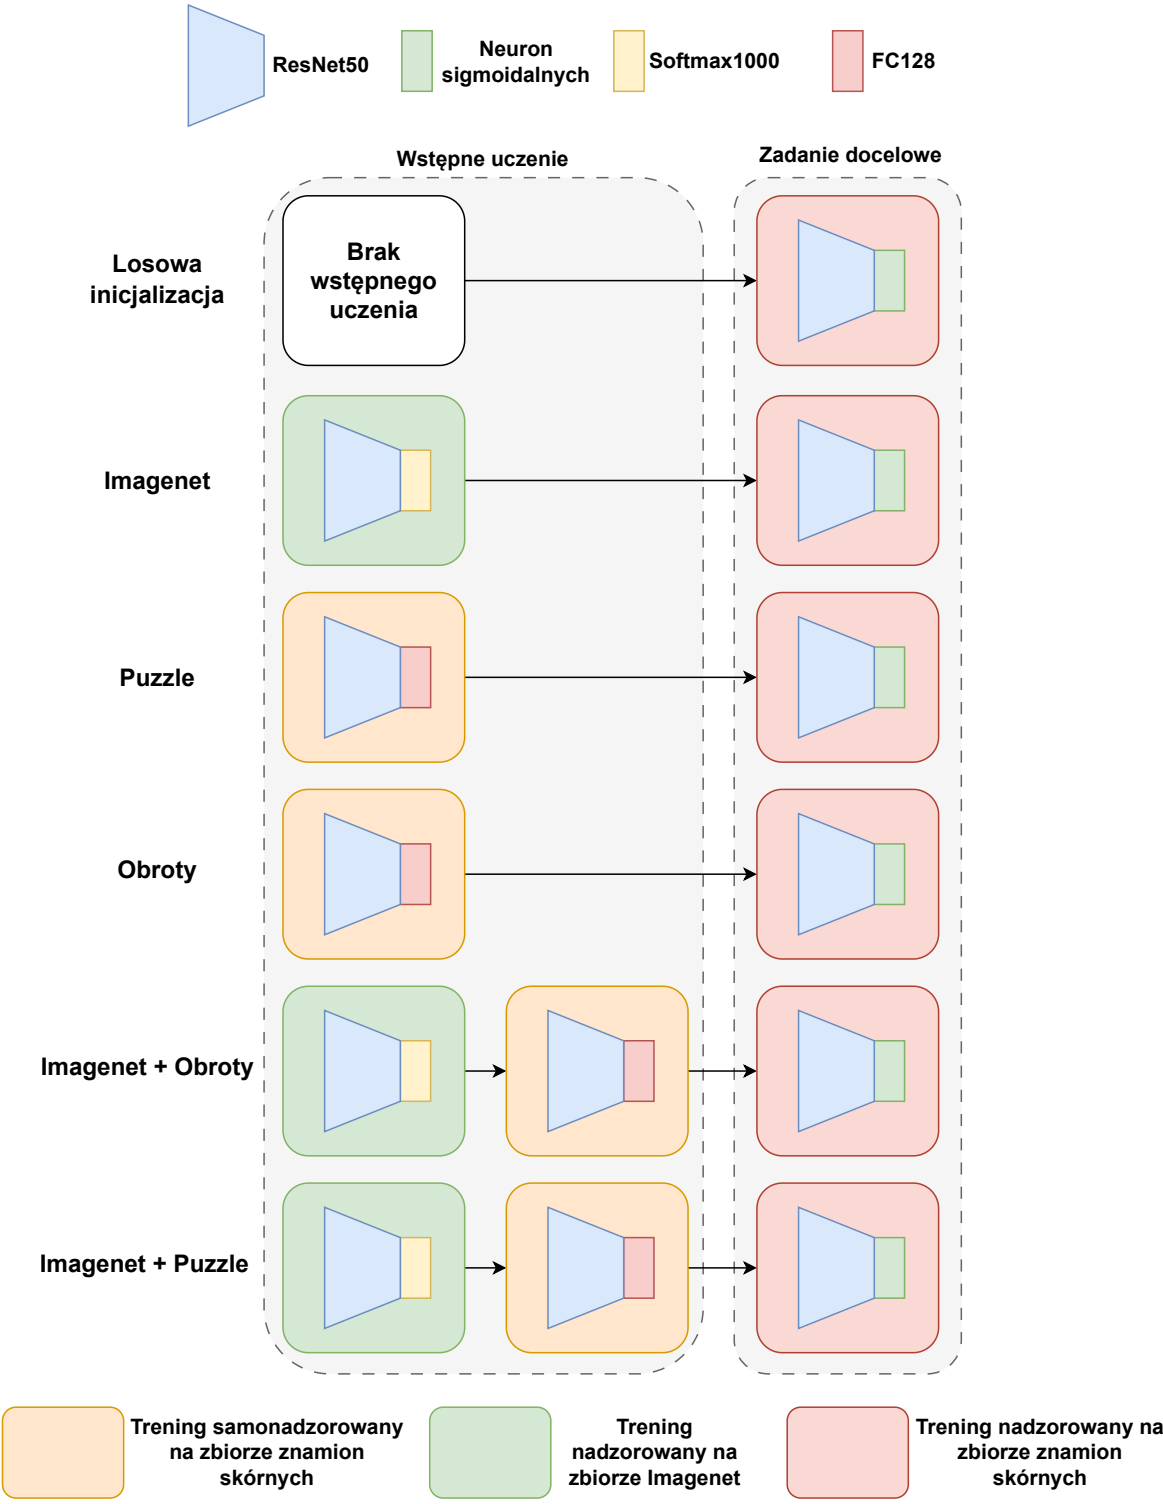 ResNet50
Neuron
sigmoidalnych
Softmax1000
FC128
Wstępne uczenie
Zadanie docelowe
Losowa
inicjalizacja
Brak
wstępnego
uczenia
Imagenet
Puzzle
Obroty
Imagenet + Obroty
Imagenet + Puzzle
Trening samonadzorowany
na zbiorze znamion
skórnych
Trening
nadzorowany na
zbiorze Imagenet
Trening nadzorowany na
zbiorze znamion
skórnych